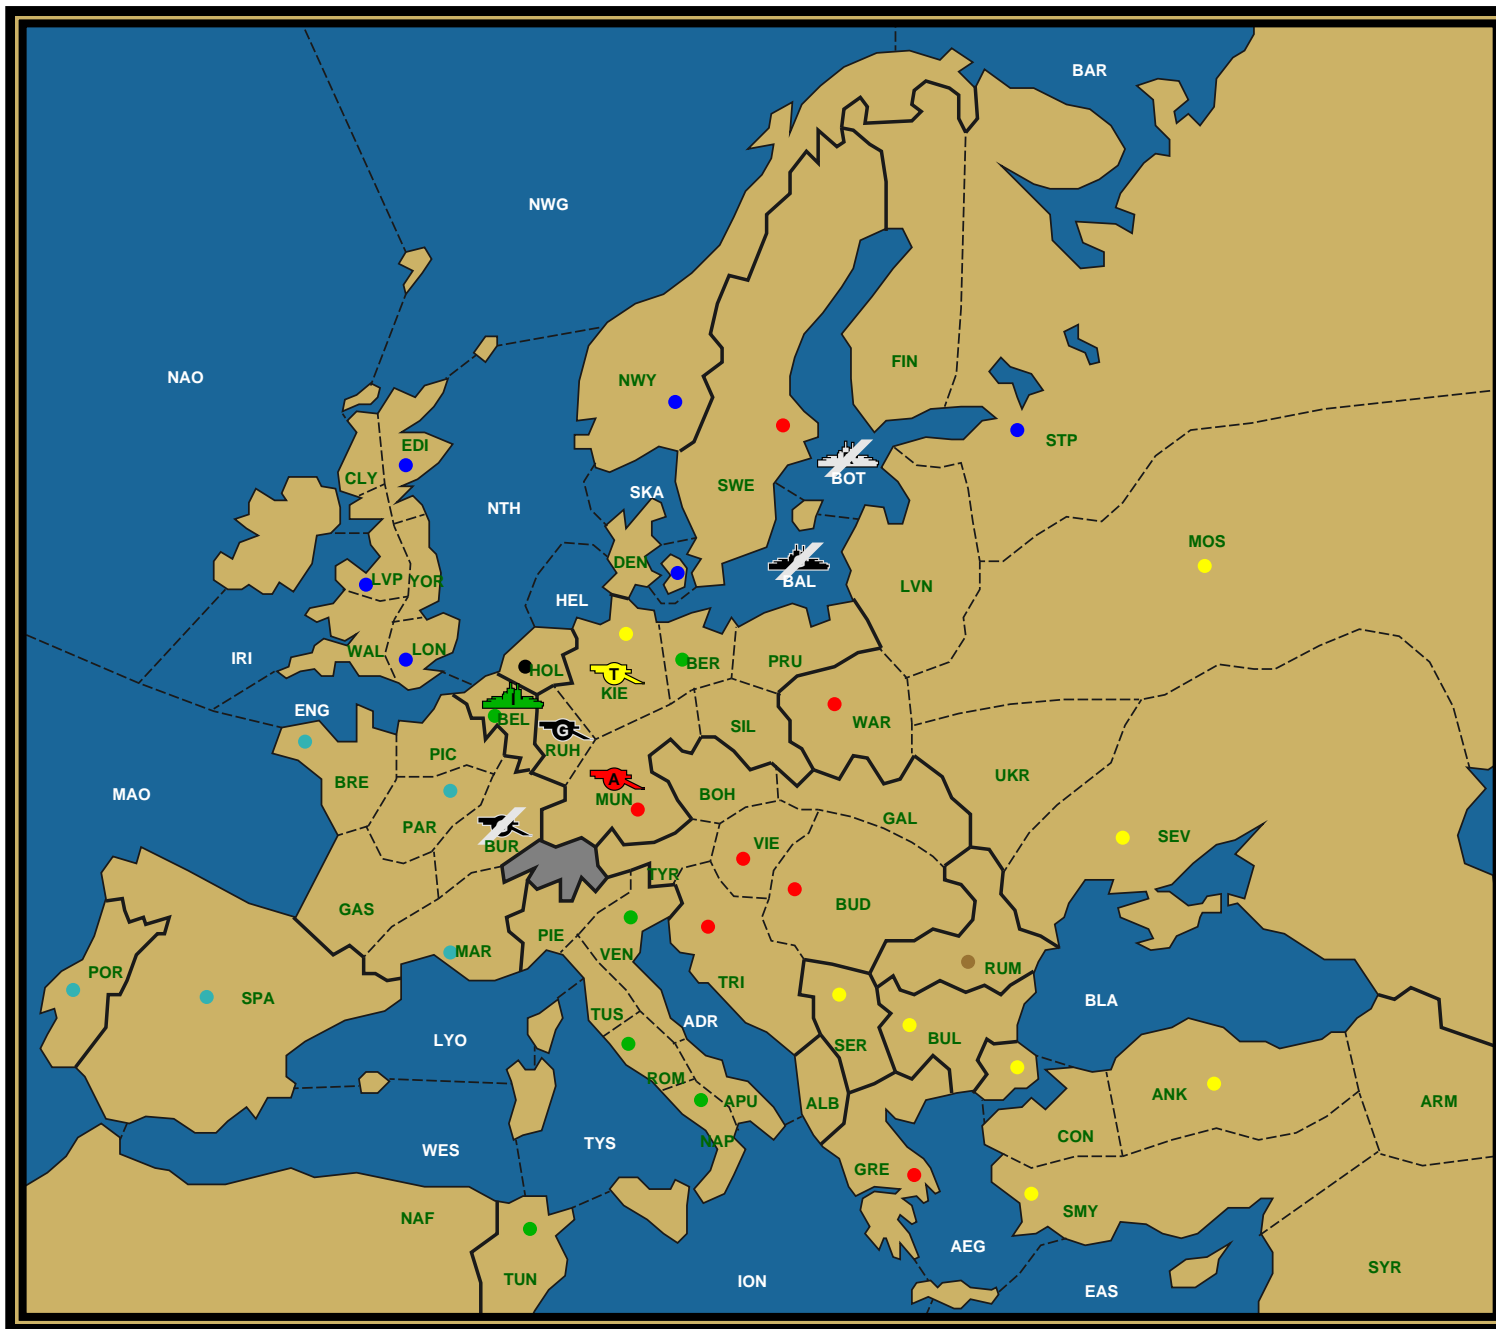 BAR
NWG
NAO
FIN
NWY
EDI
STP
CLY
BOT
SWE
SKA
NTH
MOS
DEN
BAL
LVP
YOR
LVN
HEL
WAL
LON
IRI
PRU
BER
HOL
T
KIE
I
ENG
BEL
WAR
G
SIL
RUH
PIC
UKR
A
BRE
MUN
BOH
MAO
GAL
PAR
SEV
VIE
BUR
TYR
BUD
GAS
PIE
MAR
VEN
RUM
POR
SPA
TRI
BLA
TUS
ADR
BUL
LYO
SER
ROM
ANK
APU
ALB
ARM
CON
NAP
TYS
WES
GRE
SMY
NAF
AEG
SYR
TUN
ION
EAS